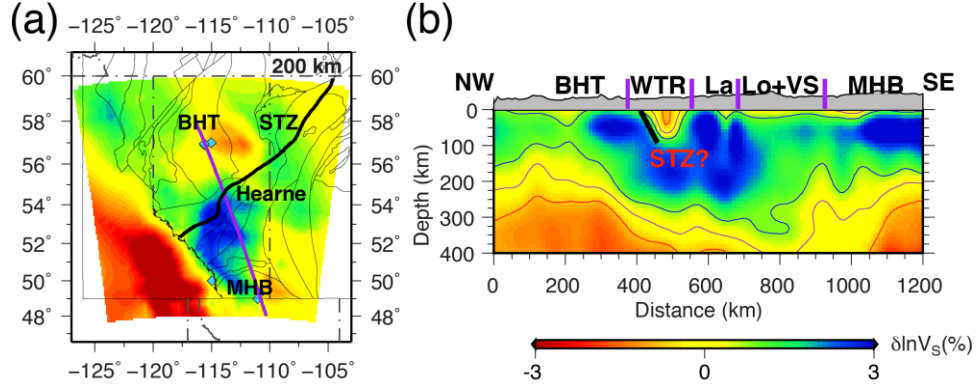 (a)
−125° −120° −115° −110° −105°
200 km
60° 60°
BHT STZ
58° 58°
56° 56°
Hearne
54° 54°
52° 52°
50° 50°
MHB
48° 48°
−120° −115° −110°
(b)
NW BHT WTR La Lo+VS MHB SE
0
100
STZ?
200
300
400
Depth (km)
0 200 400 600 800 1000 1200
Distance (km)
-3 0 3
δlnVS(%)